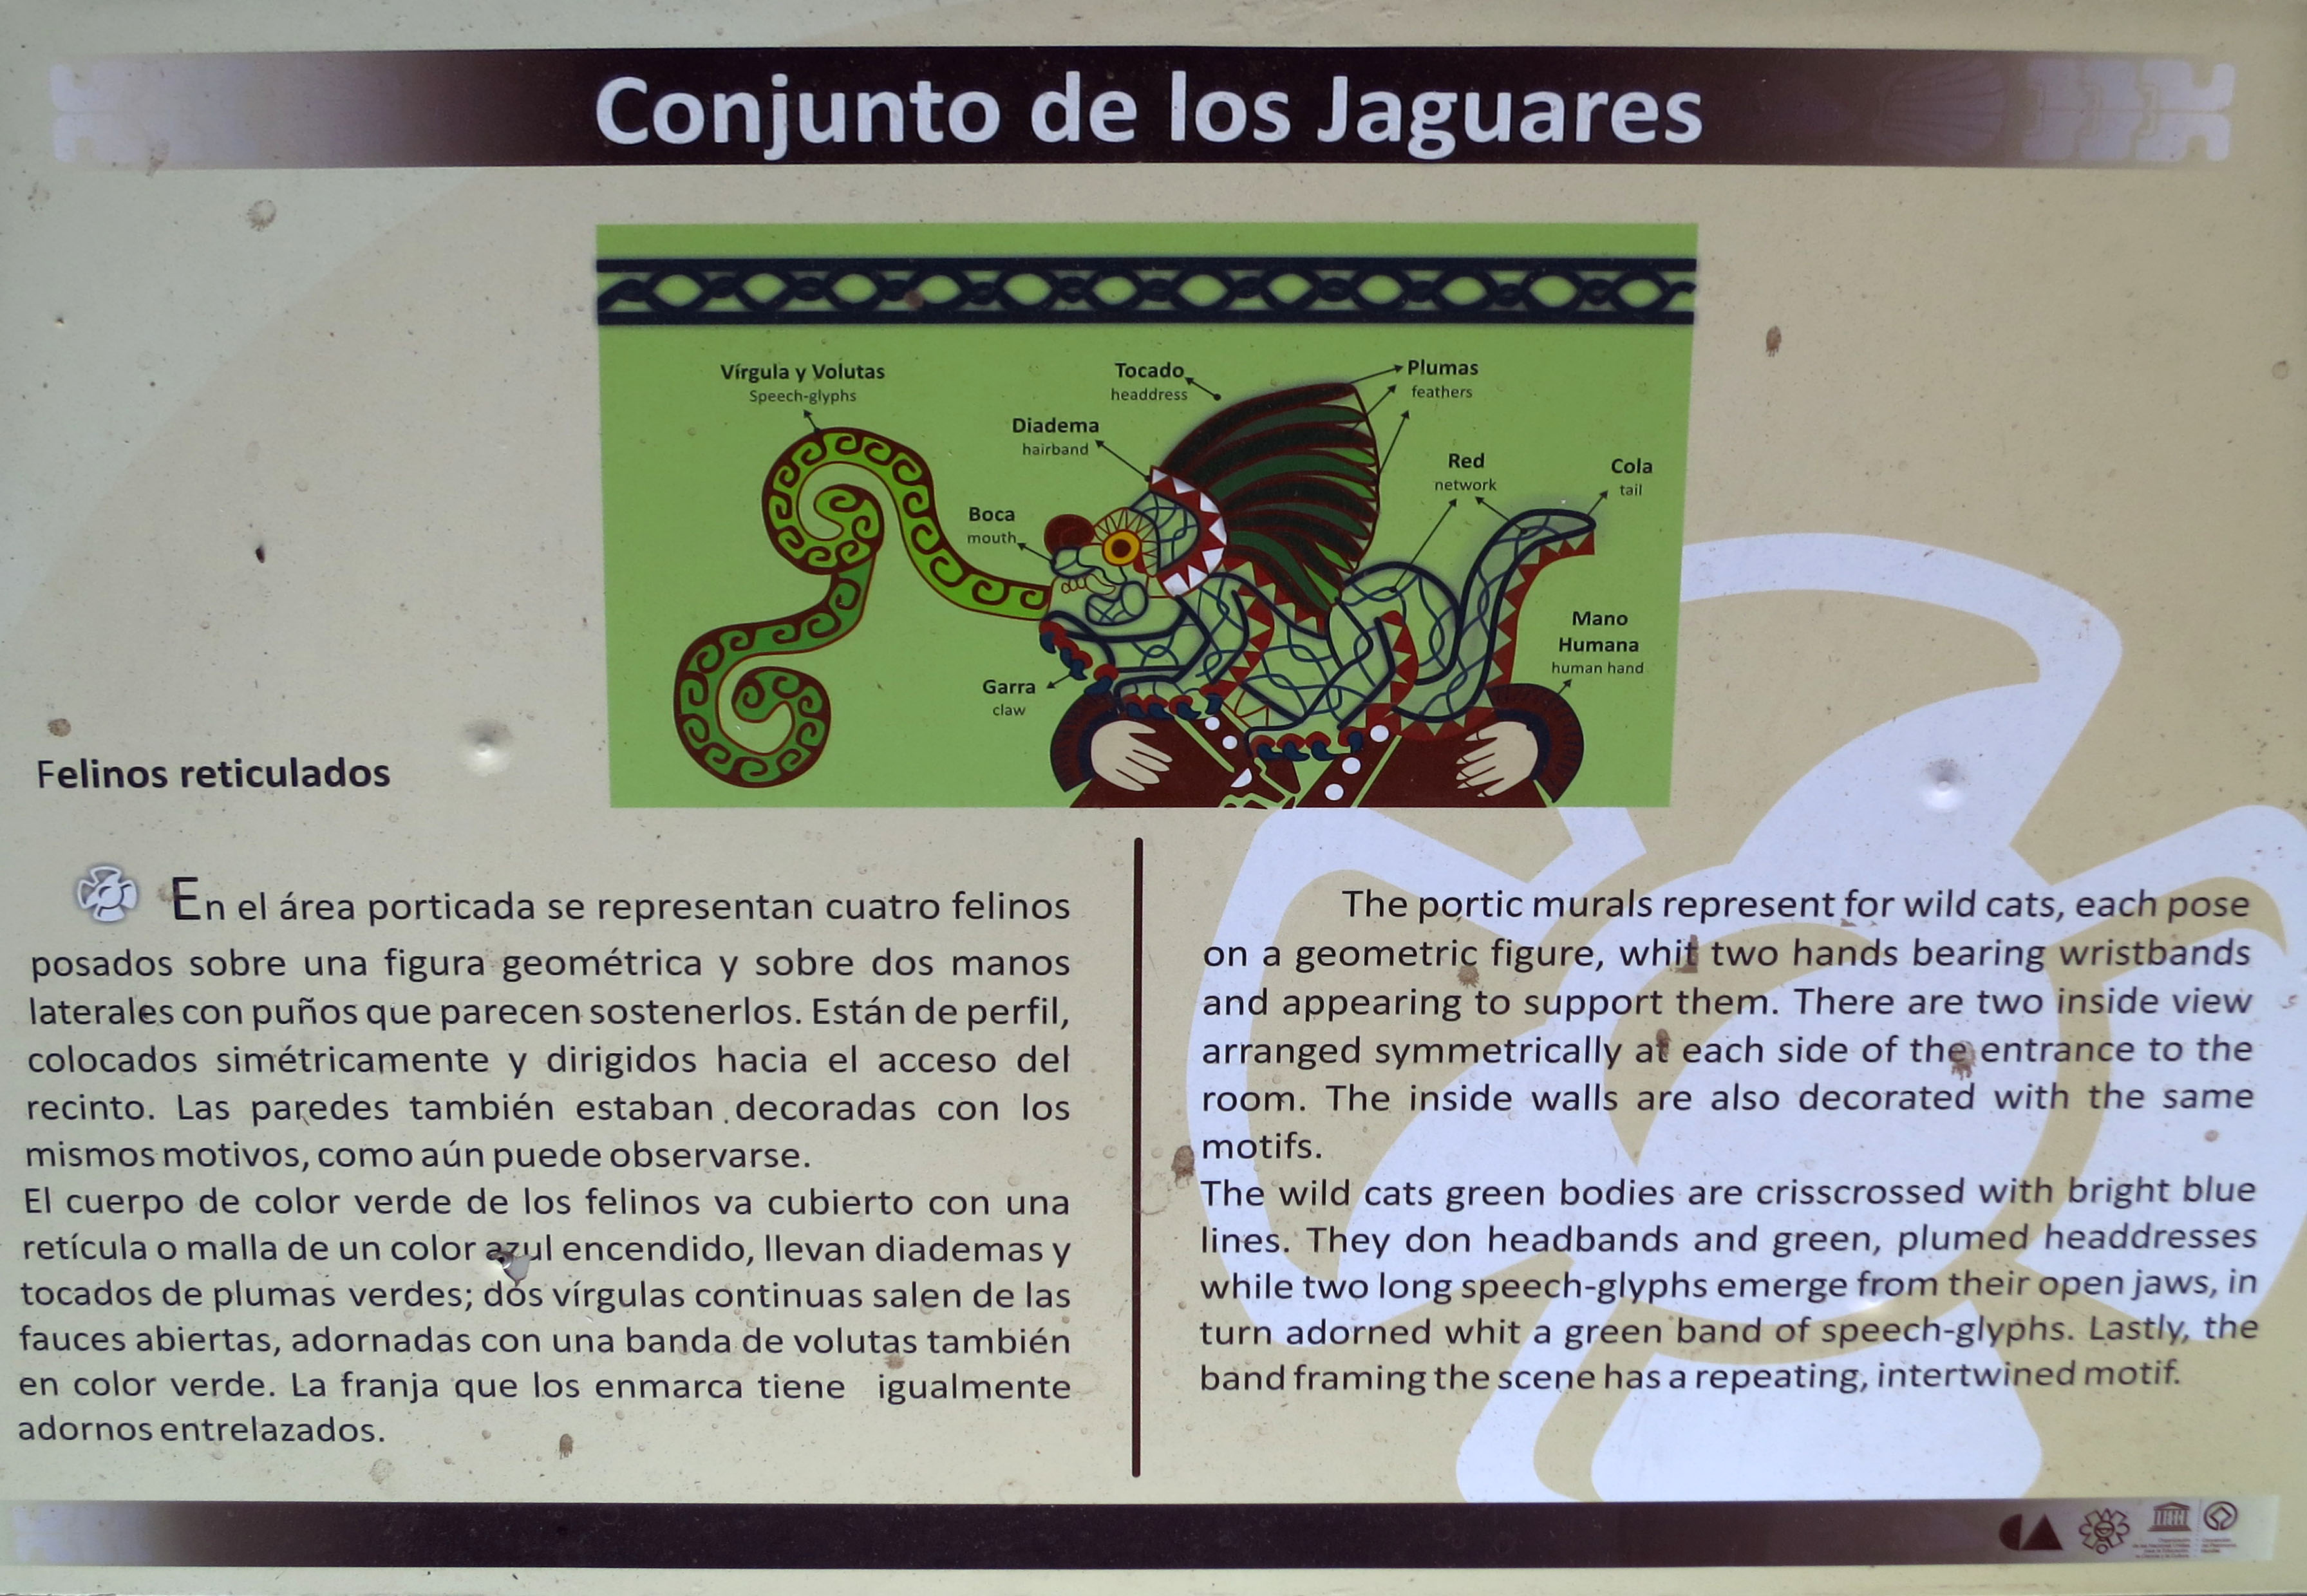 Conjunto de los Jaguares
Vírgula y Volutas
Speech-glyphs
Tocado
headdress
Plumas
feathers
Diadema
hairband
Red
network
Cola
tail
Boca
mouth
Mano
Humana
human hand
Garra
claw
Felinos reticulados
En el área porticada se representan cuatro felinos
posados sobre una figura geométrica y sobre dos manos
laterales con puños que parecen sostenerlos. Están de perfil,
colocados simétricamente y dirigidos hacia el acceso del
recinto. Las paredes también estaban decoradas con los
mismos motivos, como aún puede observarse.
El cuerpo de color verde de los felinos va cubierto con una
retícula o malla de un color azul encendido, llevan diademas y
tocados de plumas verdes; dos vírgulas continuas salen de las
fauces abiertas, adornadas con una banda de volutas también
en color verde. La franja que los enmarca tiene igualmente
adornos entrelazados.
The portic murals represent for wild cats, each pose
on a geometric figure, whit two hands bearing wristbands
and appearing to support them. There are two inside view
arranged symmetrically at each side of the entrance to the
room. The inside walls are also decorated with the same
motifs.
The wild cats green bodies are crisscrossed with bright blue
lines. They don headbands and green, plumed headdresses
while two long speech-glyphs emerge from their open jaws, in
turn adorned whit a green band of speech-glyphs. Lastly, the
band framing the scene has a repeating, intertwined motif.